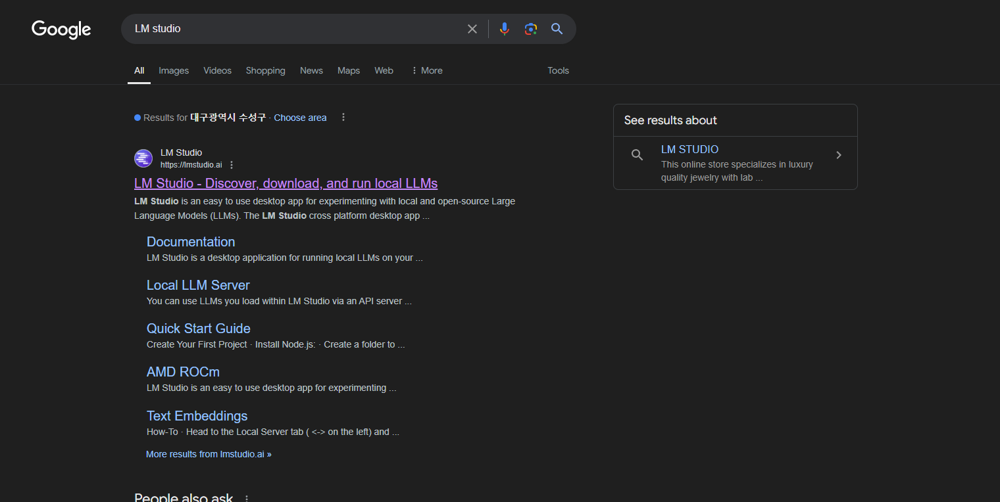 Google
LM studio
All Images Videos Shopping News Maps Web More Tools
Results for 대구광역시 수성구 · Choose area
LM Studio
https://lmstudio.ai
LM Studio - Discover, download, and run local LLMs
LM Studio is an easy to use desktop app for experimenting with local and open-source Large
Language Models (LLMs). The LM Studio cross platform desktop app ...
Documentation
LM Studio is a desktop application for running local LLMs on your ...
Local LLM Server
You can use LLMs you load within LM Studio via an API server ...
Quick Start Guide
Create Your First Project · Install Node.js: · Create a folder to ...
AMD ROCm
LM Studio is an easy to use desktop app for experimenting ...
Text Embeddings
How-To · Head to the Local Server tab ( <-> on the left) and ...
More results from lmstudio.ai »
People also ask
See results about
LM STUDIO
This online store specializes in luxury
quality jewelry with lab ...